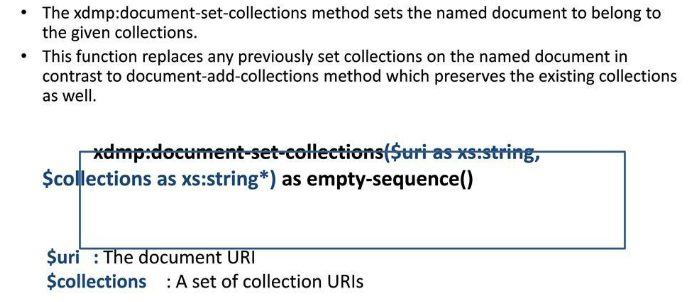 • The xdmp:document-set-collections method sets the named document to belong to
the given collections.
• This function replaces any previously set collections on the named document in
contrast to document-add-collections method which preserves the existing collections
as well.
xdmp:document-set-collections($uri as xs:string,
$collections as xs:string*) as empty-sequence()
$uri : The document URI
$collections : A set of collection URIs